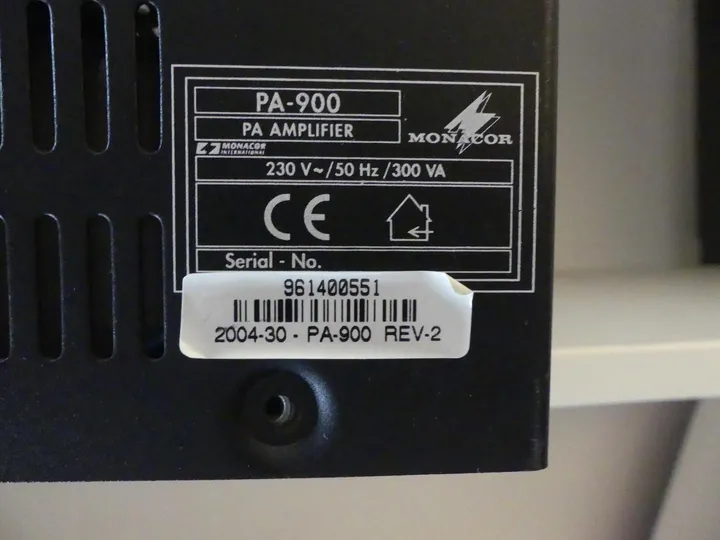 PA-900
PA AMPLIFIER
MONACOR
MONACOR
INTERNATIONAL
230 V~/50 Hz /300 VA
CE
Serial - No.
961400551
2004-30 - PA-900 REV-2